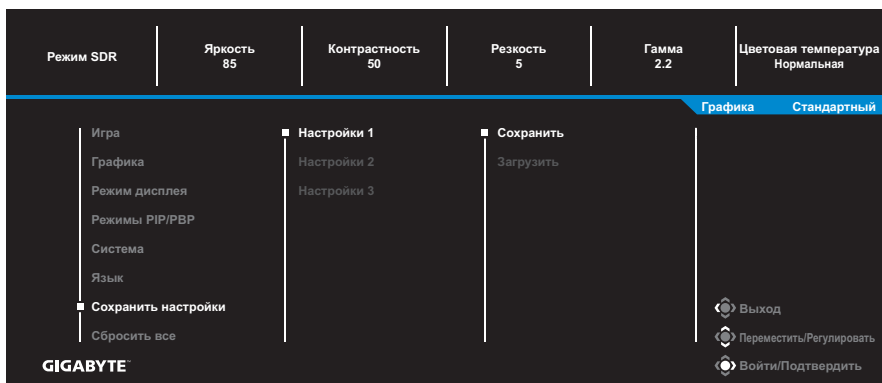 Режим SDR
Яркость
85
Контрастность
50
Резкость
5
Гамма
2.2
Цветовая температура
Нормальная
Графика Стандартный
Игра
Графика
Режим дисплея
Режимы PIP/PBP
Система
Язык
Сохранить настройки
Сбросить все
Настройки 1
Настройки 2
Настройки 3
Сохранить
Загрузить
Выход
Переместить/Регулировать
Войти/Подтвердить
GIGABYTE™